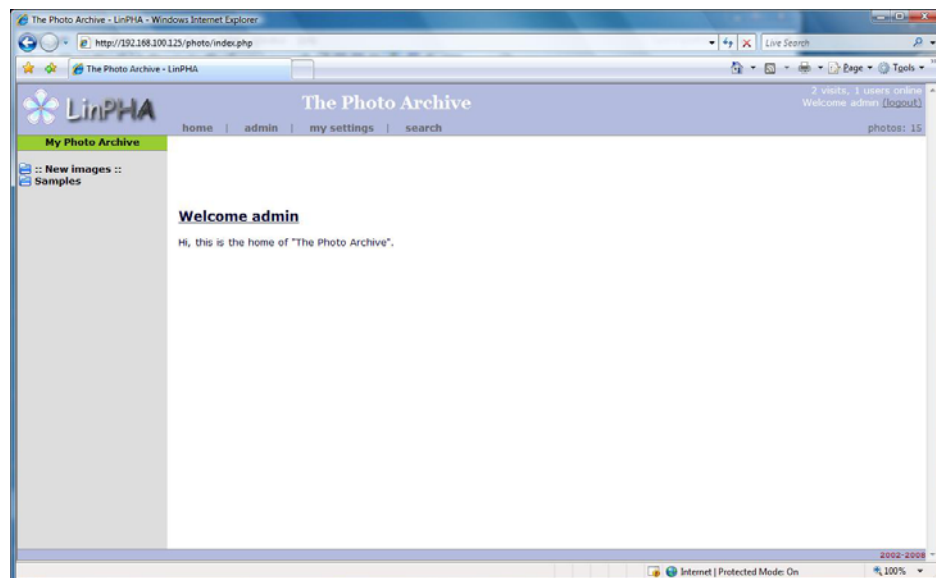 The Photo Archive - LinPHA - Windows Internet Explorer
http://192.168.100.125/photo/index.php
Live Search
The Photo Archive - LinPHA
Page
Tools
LinPHA
The Photo Archive
2 visits, 1 users online
Welcome admin (logout)
home | admin | my settings | search
photos: 15
My Photo Archive
:: New images ::
Samples
Welcome admin
Hi, this is the home of "The Photo Archive".
2002-2008
Internet | Protected Mode: On
100%